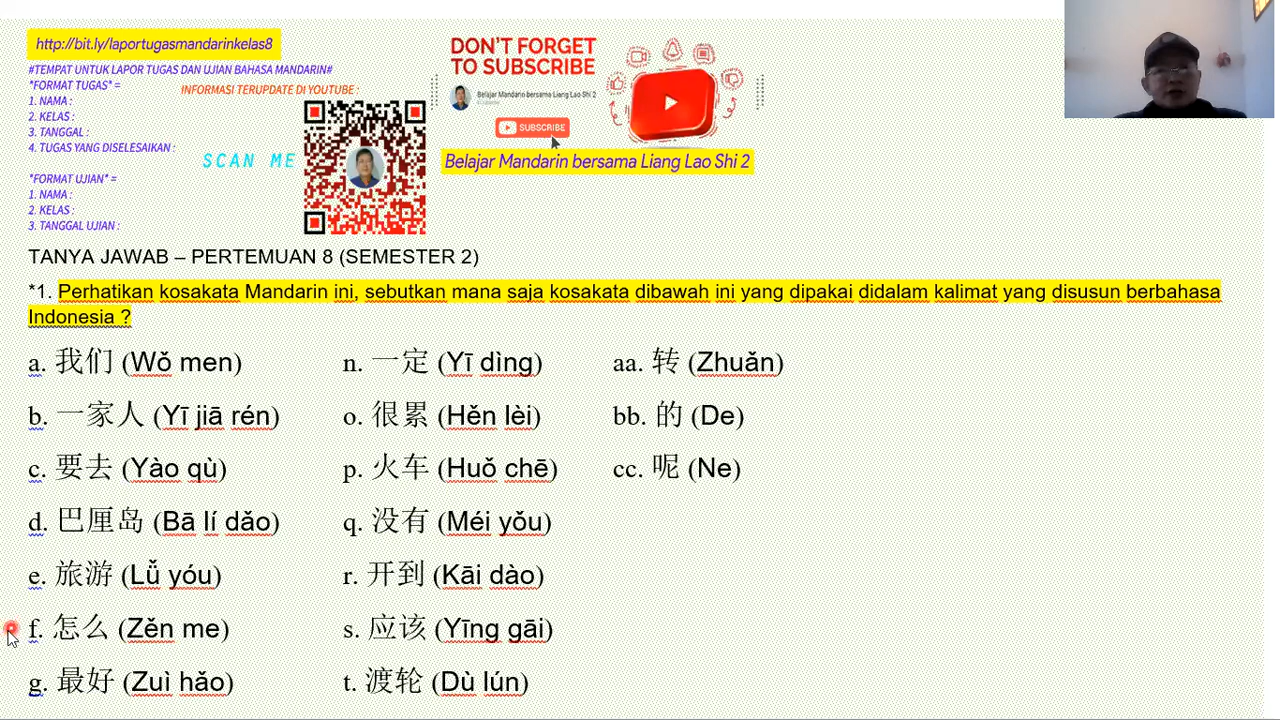 http://bit.ly/laportugasmandarinkelas8
#TEMPAT UNTUK LAPOR TUGAS DAN UJIAN BAHASA MANDARIN#
*FORMAT TUGAS* =
1. NAMA :
2. KELAS :
3. TANGGAL :
4. TUGAS YANG DISELESAIKAN :
*FORMAT UJIAN* =
1. NAMA :
2. KELAS :
3. TANGGAL UJIAN :
INFORMASI TERUPDATE DI YOUTUBE :
SCAN ME
DON'T FORGET
TO SUBSCRIBE
Belajar Mandarin bersama Liang Lao Shi 2
SUBSCRIBE
Belajar Mandarin bersama Liang Lao Shi 2
TANYA JAWAB – PERTEMUAN 8 (SEMESTER 2)
*1. Perhatikan kosakata Mandarin ini, sebutkan mana saja kosakata dibawah ini yang dipakai didalam kalimat yang disusun berbahasa
Indonesia ?
a. 我们 (Wǒ men)
b. 一家人 (Yī jiā rén)
c. 要去 (Yào qù)
d. 巴厘岛 (Bā lí dǎo)
e. 旅游 (Lǚ yóu)
f. 怎么 (Zěn me)
g. 最好 (Zuì hǎo)
n. 一定 (Yī dìng)
o. 很累 (Hěn lèi)
p. 火车 (Huǒ chē)
q. 没有 (Méi yǒu)
r. 开到 (Kāi dào)
s. 应该 (Yīng gāi)
t. 渡轮 (Dù lún)
aa. 转 (Zhuǎn)
bb. 的 (De)
cc. 呢 (Ne)